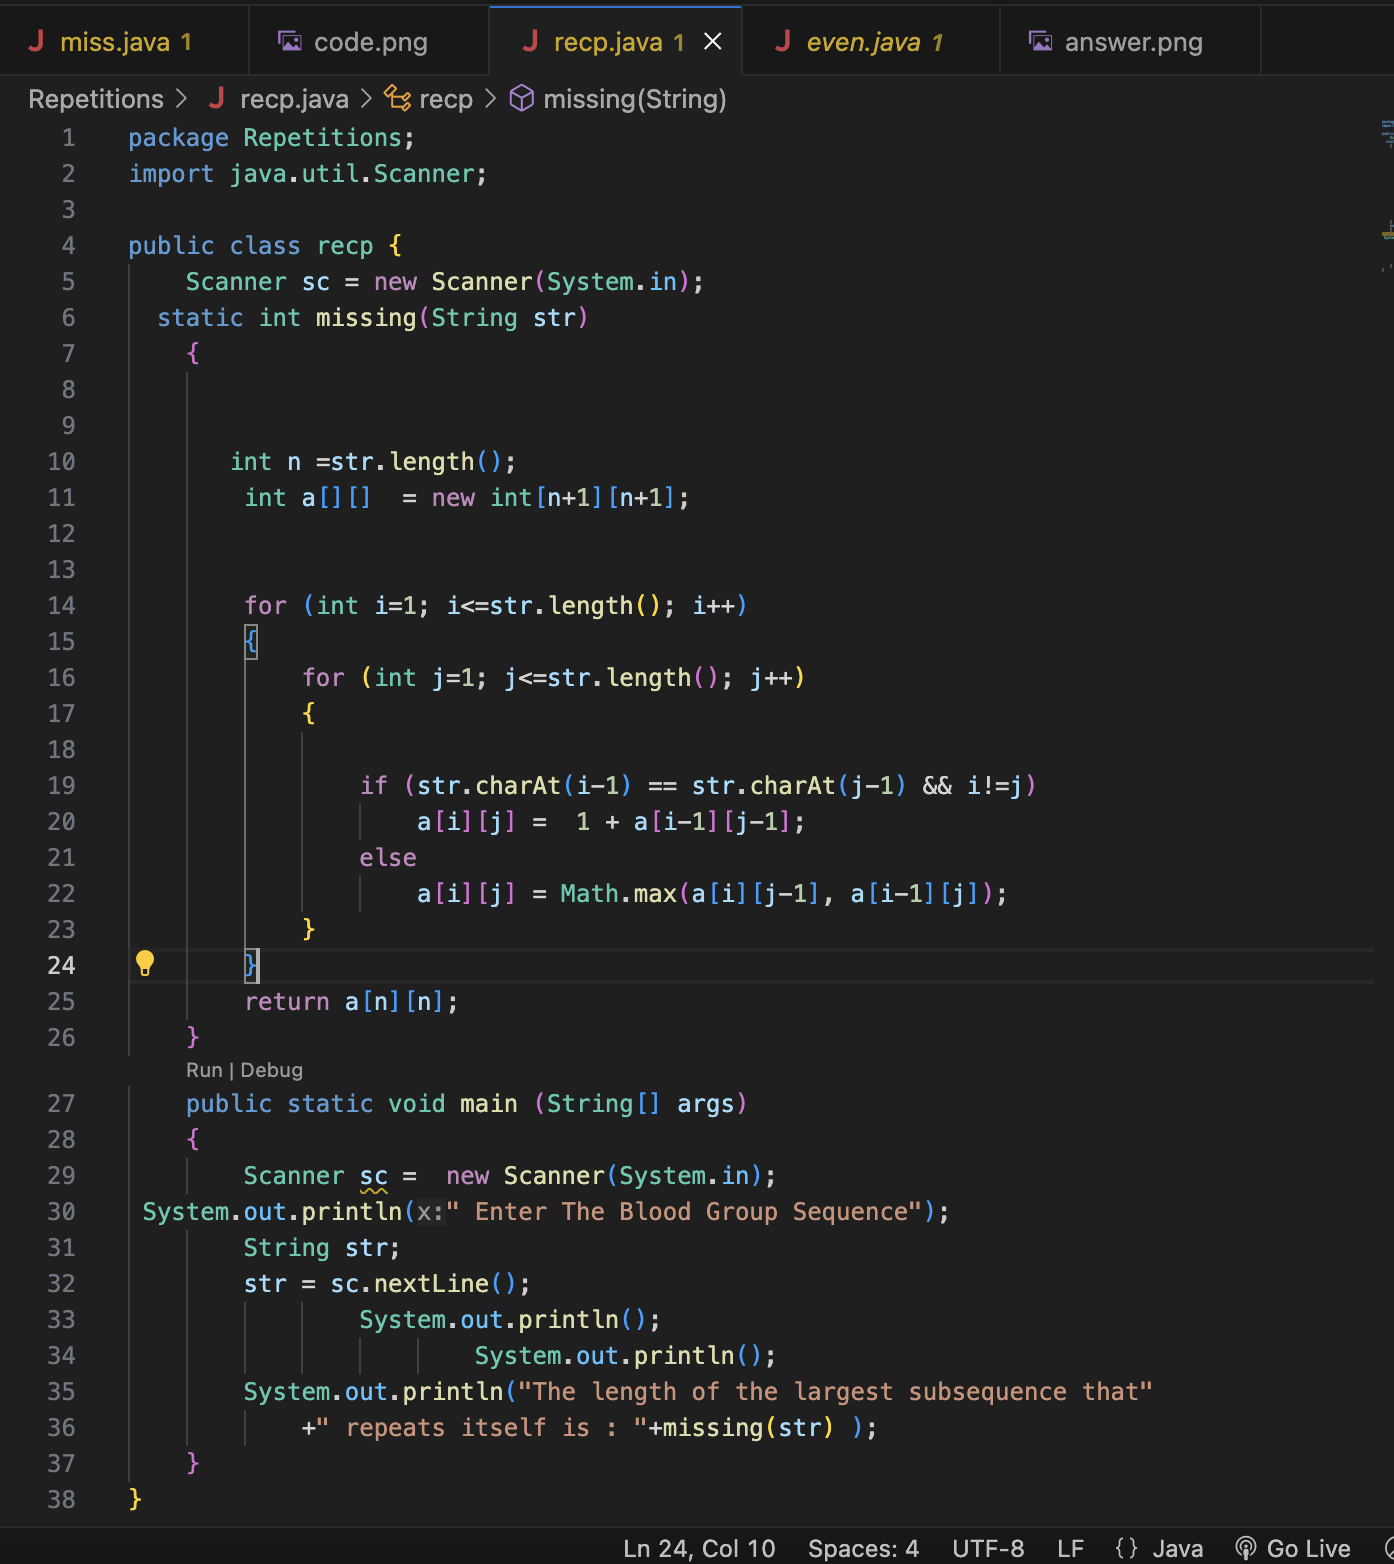 miss.java 1 code.png recp.java 1 even.java 1 answer.png
Repetitions > recp.java > recp > missing(String)
1 package Repetitions;
2 import java.util.Scanner;
3
4 public class recp {
5 Scanner sc = new Scanner(System.in);
6 static int missing(String str)
7 {
8
9
10 int n =str.length();
11 int a[][] = new int[n+1][n+1];
12
13
14 for (int i=1; i<=str.length(); i++)
15 {
16 for (int j=1; j<=str.length(); j++)
17 {
18
19 if (str.charAt(i-1) == str.charAt(j-1) && i!=j)
20 a[i][j] = 1 + a[i-1][j-1];
21 else
22 a[i][j] = Math.max(a[i][j-1], a[i-1][j]);
23 }
24 }
25 return a[n][n];
26 }
Run | Debug
27 public static void main (String[] args)
28 {
29 Scanner sc = new Scanner(System.in);
30 System.out.println(x:" Enter The Blood Group Sequence");
31 String str;
32 str = sc.nextLine();
33 System.out.println();
34 System.out.println();
35 System.out.println("The length of the largest subsequence that"
36 +" repeats itself is : "+missing(str) );
37 }
38 }
Ln 24, Col 10 Spaces: 4 UTF-8 LF {} Java Go Live